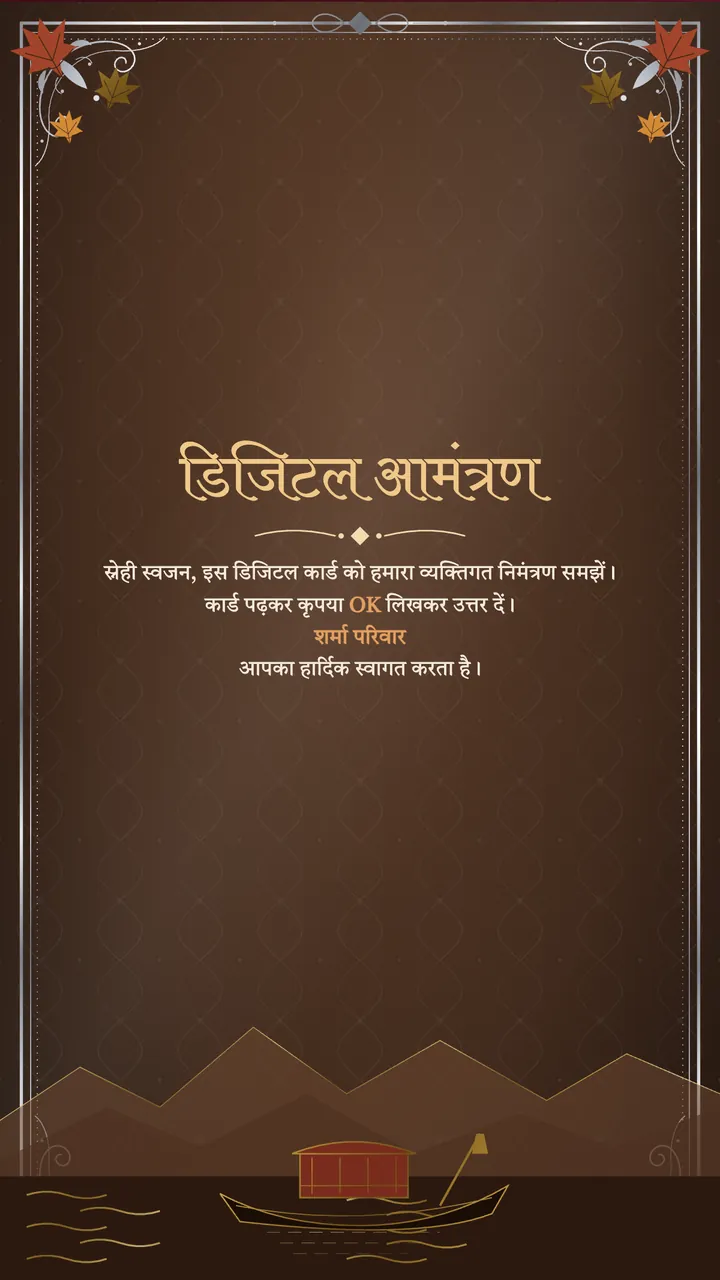 डिजिटल आमंत्रण
स्नेही स्वजन, इस डिजिटल कार्ड को हमारा व्यक्तिगत निमंत्रण समझें।
कार्ड पढ़कर कृपया OK लिखकर उत्तर दें।
शर्मा परिवार
आपका हार्दिक स्वागत करता है।